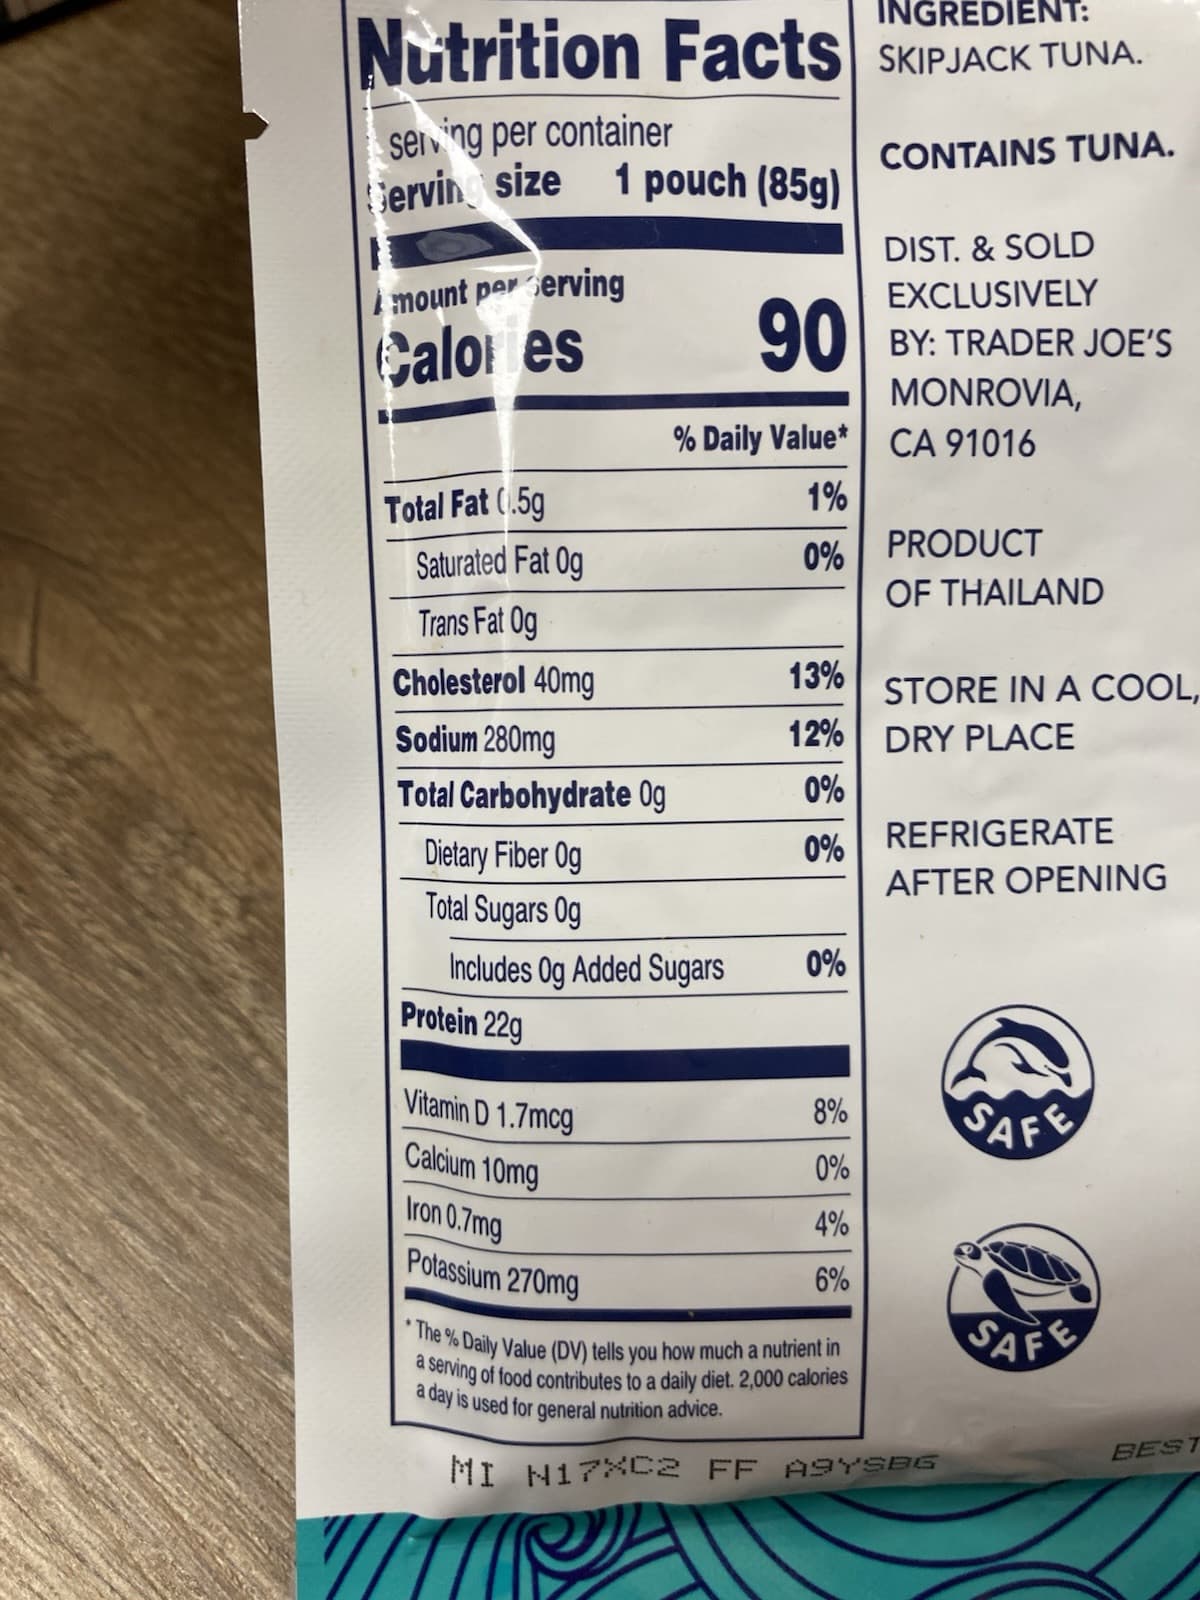 Nutrition Facts
serving per container
Serving size 1 pouch (85g)
Amount per serving
Calories 90
% Daily Value*
Total Fat 0.5g 1%
Saturated Fat 0g 0%
Trans Fat 0g
Cholesterol 40mg 13%
Sodium 280mg 12%
Total Carbohydrate 0g 0%
Dietary Fiber 0g 0%
Total Sugars 0g
Includes 0g Added Sugars 0%
Protein 22g
Vitamin D 1.7mcg 8%
Calcium 10mg 0%
Iron 0.7mg 4%
Potassium 270mg 6%
* The % Daily Value (DV) tells you how much a nutrient in
a serving of food contributes to a daily diet. 2,000 calories
a day is used for general nutrition advice.
INGREDIENT:
SKIPJACK TUNA.
CONTAINS TUNA.
DIST. & SOLD
EXCLUSIVELY
BY: TRADER JOE'S
MONROVIA,
CA 91016
PRODUCT
OF THAILAND
STORE IN A COOL,
DRY PLACE
REFRIGERATE
AFTER OPENING
SAFE
SAFE
MI N17XC2 FF A9YSBG BEST